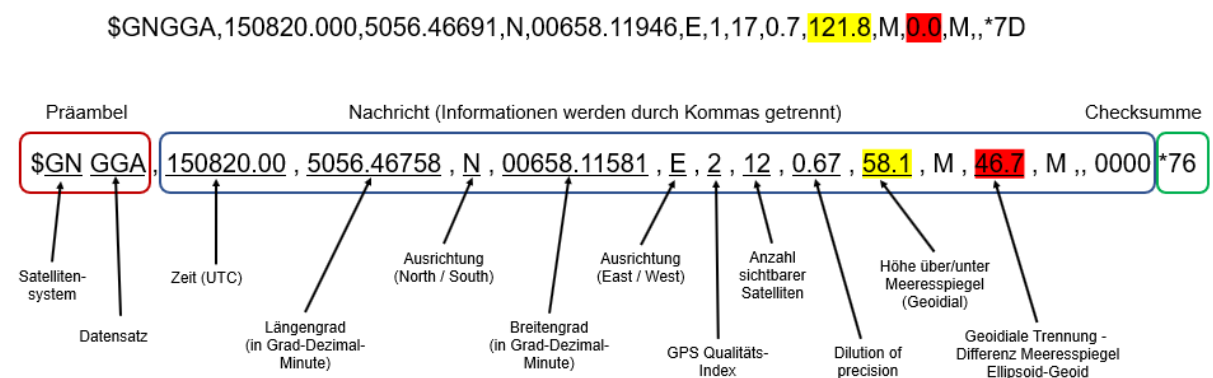 $GNGGA,150820.000,5056.46691,N,00658.11946,E,1,17,0.7,121.8,M,0.0,M,,*7D
Präambel
Nachricht (Informationen werden durch Kommas getrennt)
Checksumme
$GN GGA , 150820.00 , 5056.46758 , N , 00658.11581 , E , 2 , 12 , 0.67 , 58.1 , M , 46.7 , M ,, 0000 *76
Satelliten-
system
Datensatz
Zeit (UTC)
Längengrad
(in Grad-Dezimal-
Minute)
Ausrichtung
(North / South)
Breitengrad
(in Grad-Dezimal-
Minute)
Ausrichtung
(East / West)
GPS Qualitäts-
Index
Anzahl
sichtbarer
Satelliten
Dilution of
precision
Höhe über/unter
Meeresspiegel
(Geoidial)
Geoidiale Trennung -
Differenz Meeresspiegel
Ellipsoid-Geoid